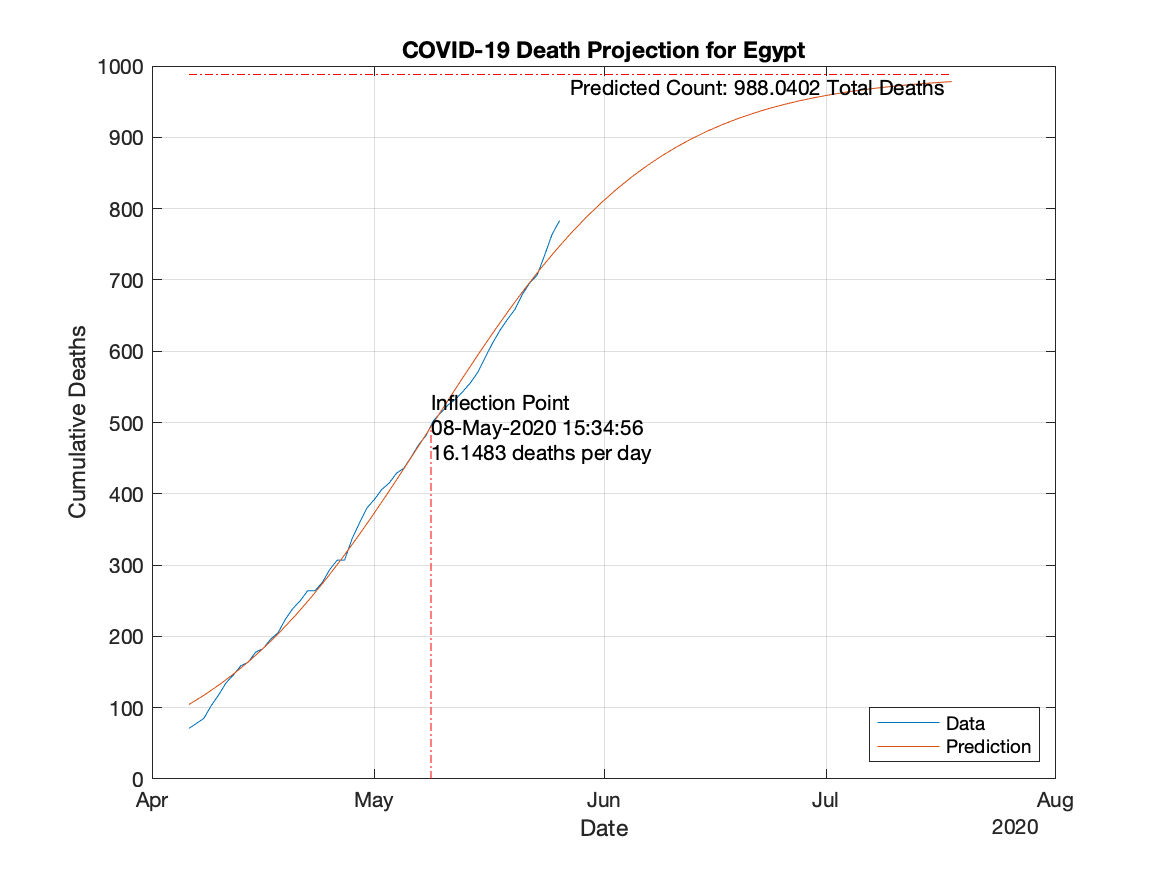 COVID-19 Death Projection for Egypt
1000
Predicted Count: 988.0402 Total Deaths
900
800
700
600
Inflection Point
500
08-May-2020 15:34:56
16.1483 deaths per day
400
300
200
100
0
Cumulative Deaths
Data
Prediction
Apr May Jun Jul Aug
Date
2020